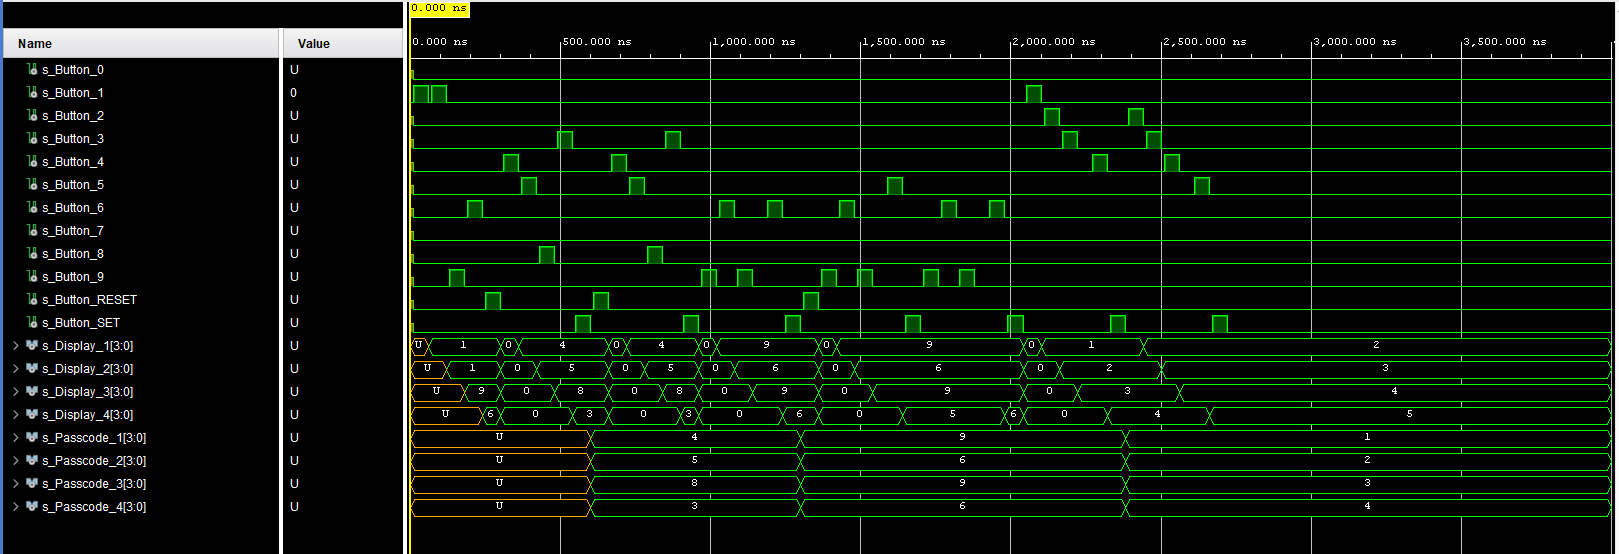 0.000 ns
Name Value
0.000 ns 500.000 ns 1,000.000 ns 1,500.000 ns 2,000.000 ns 2,500.000 ns 3,000.000 ns 3,500.000 ns
s_Button_0 U
s_Button_1 0
s_Button_2 U
s_Button_3 U
s_Button_4 U
s_Button_5 U
s_Button_6 U
s_Button_7 U
s_Button_8 U
s_Button_9 U
s_Button_RESET U
s_Button_SET U
s_Display_1[3:0] U U 1 0 4 0 4 0 9 0 9 0 1 2
s_Display_2[3:0] U U 1 0 5 0 5 0 6 0 6 0 2 3
s_Display_3[3:0] U U 9 0 8 0 8 0 9 0 9 0 3 4
s_Display_4[3:0] U U 6 0 3 0 3 0 6 0 5 6 0 4 5
s_Passcode_1[3:0] U U 4 9 1
s_Passcode_2[3:0] U U 5 6 2
s_Passcode_3[3:0] U U 8 9 3
s_Passcode_4[3:0] U U 3 6 4